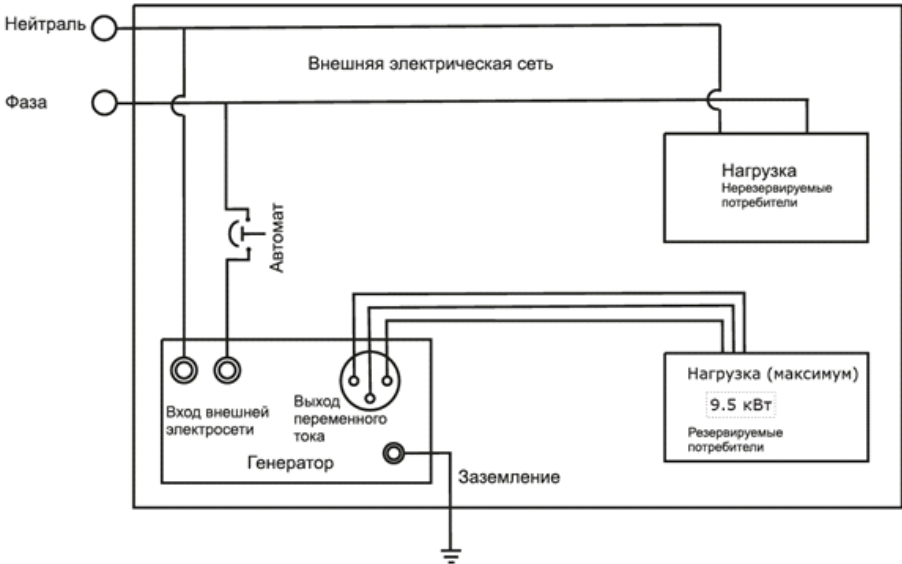 Нейтраль
Внешняя электрическая сеть
Фаза
Нагрузка
Нерезервируемые
потребители
Автомат
Нагрузка (максимум)
9.5 кВт
Резервируемые
потребители
Вход внешней
электросети
Выход
переменного
тока
Генератор
Заземление